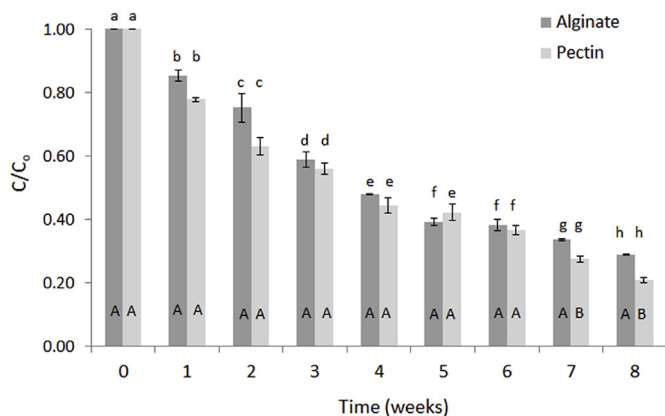 a a
1.00
Alginate
Pectin
b b
0.80
c c
d d
0.60
e e
f e
f f
0.40
g g
h h
0.20
A A A A A A A A A A A A A A A B A B
0.00
0 1 2 3 4 5 6 7 8
C/Co
Time (weeks)